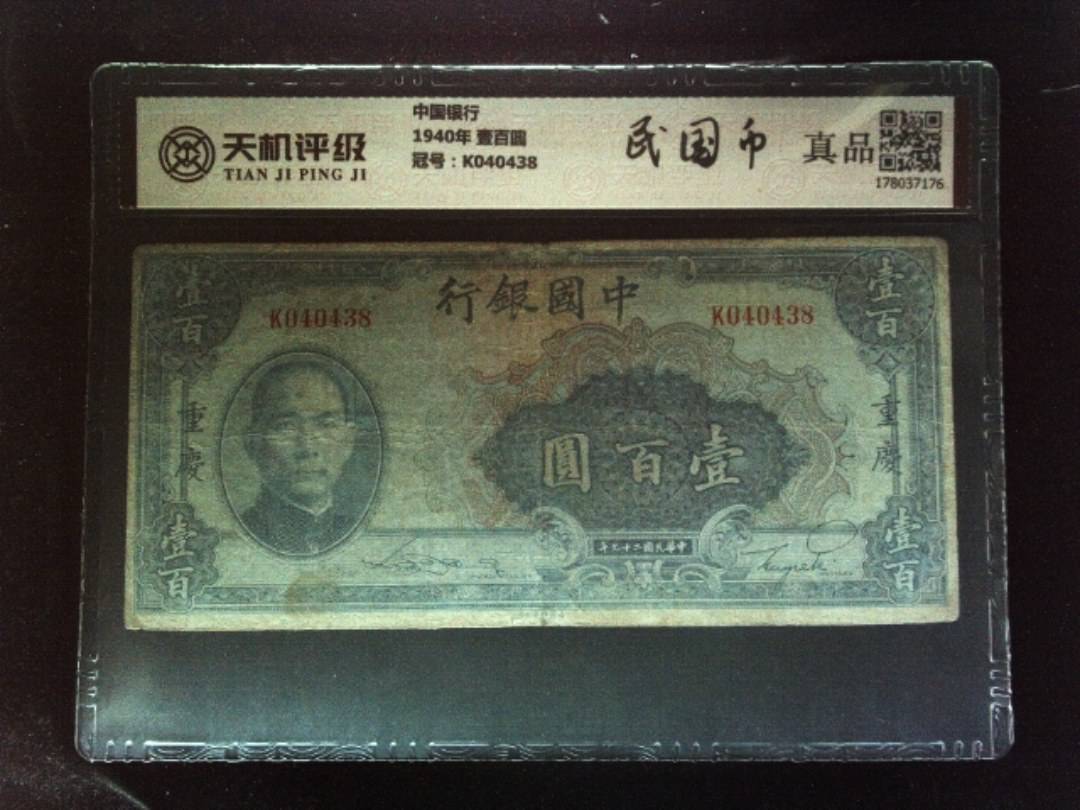 天机评级
TIAN JI PING JI
中国银行
1940年 壹百圆
冠号：K040438
民国币
真品
178037176
行銀國中
K040438
K040438
壹百
壹百
重慶
重慶
圓百壹
壹百
壹百
年九十二國民華中